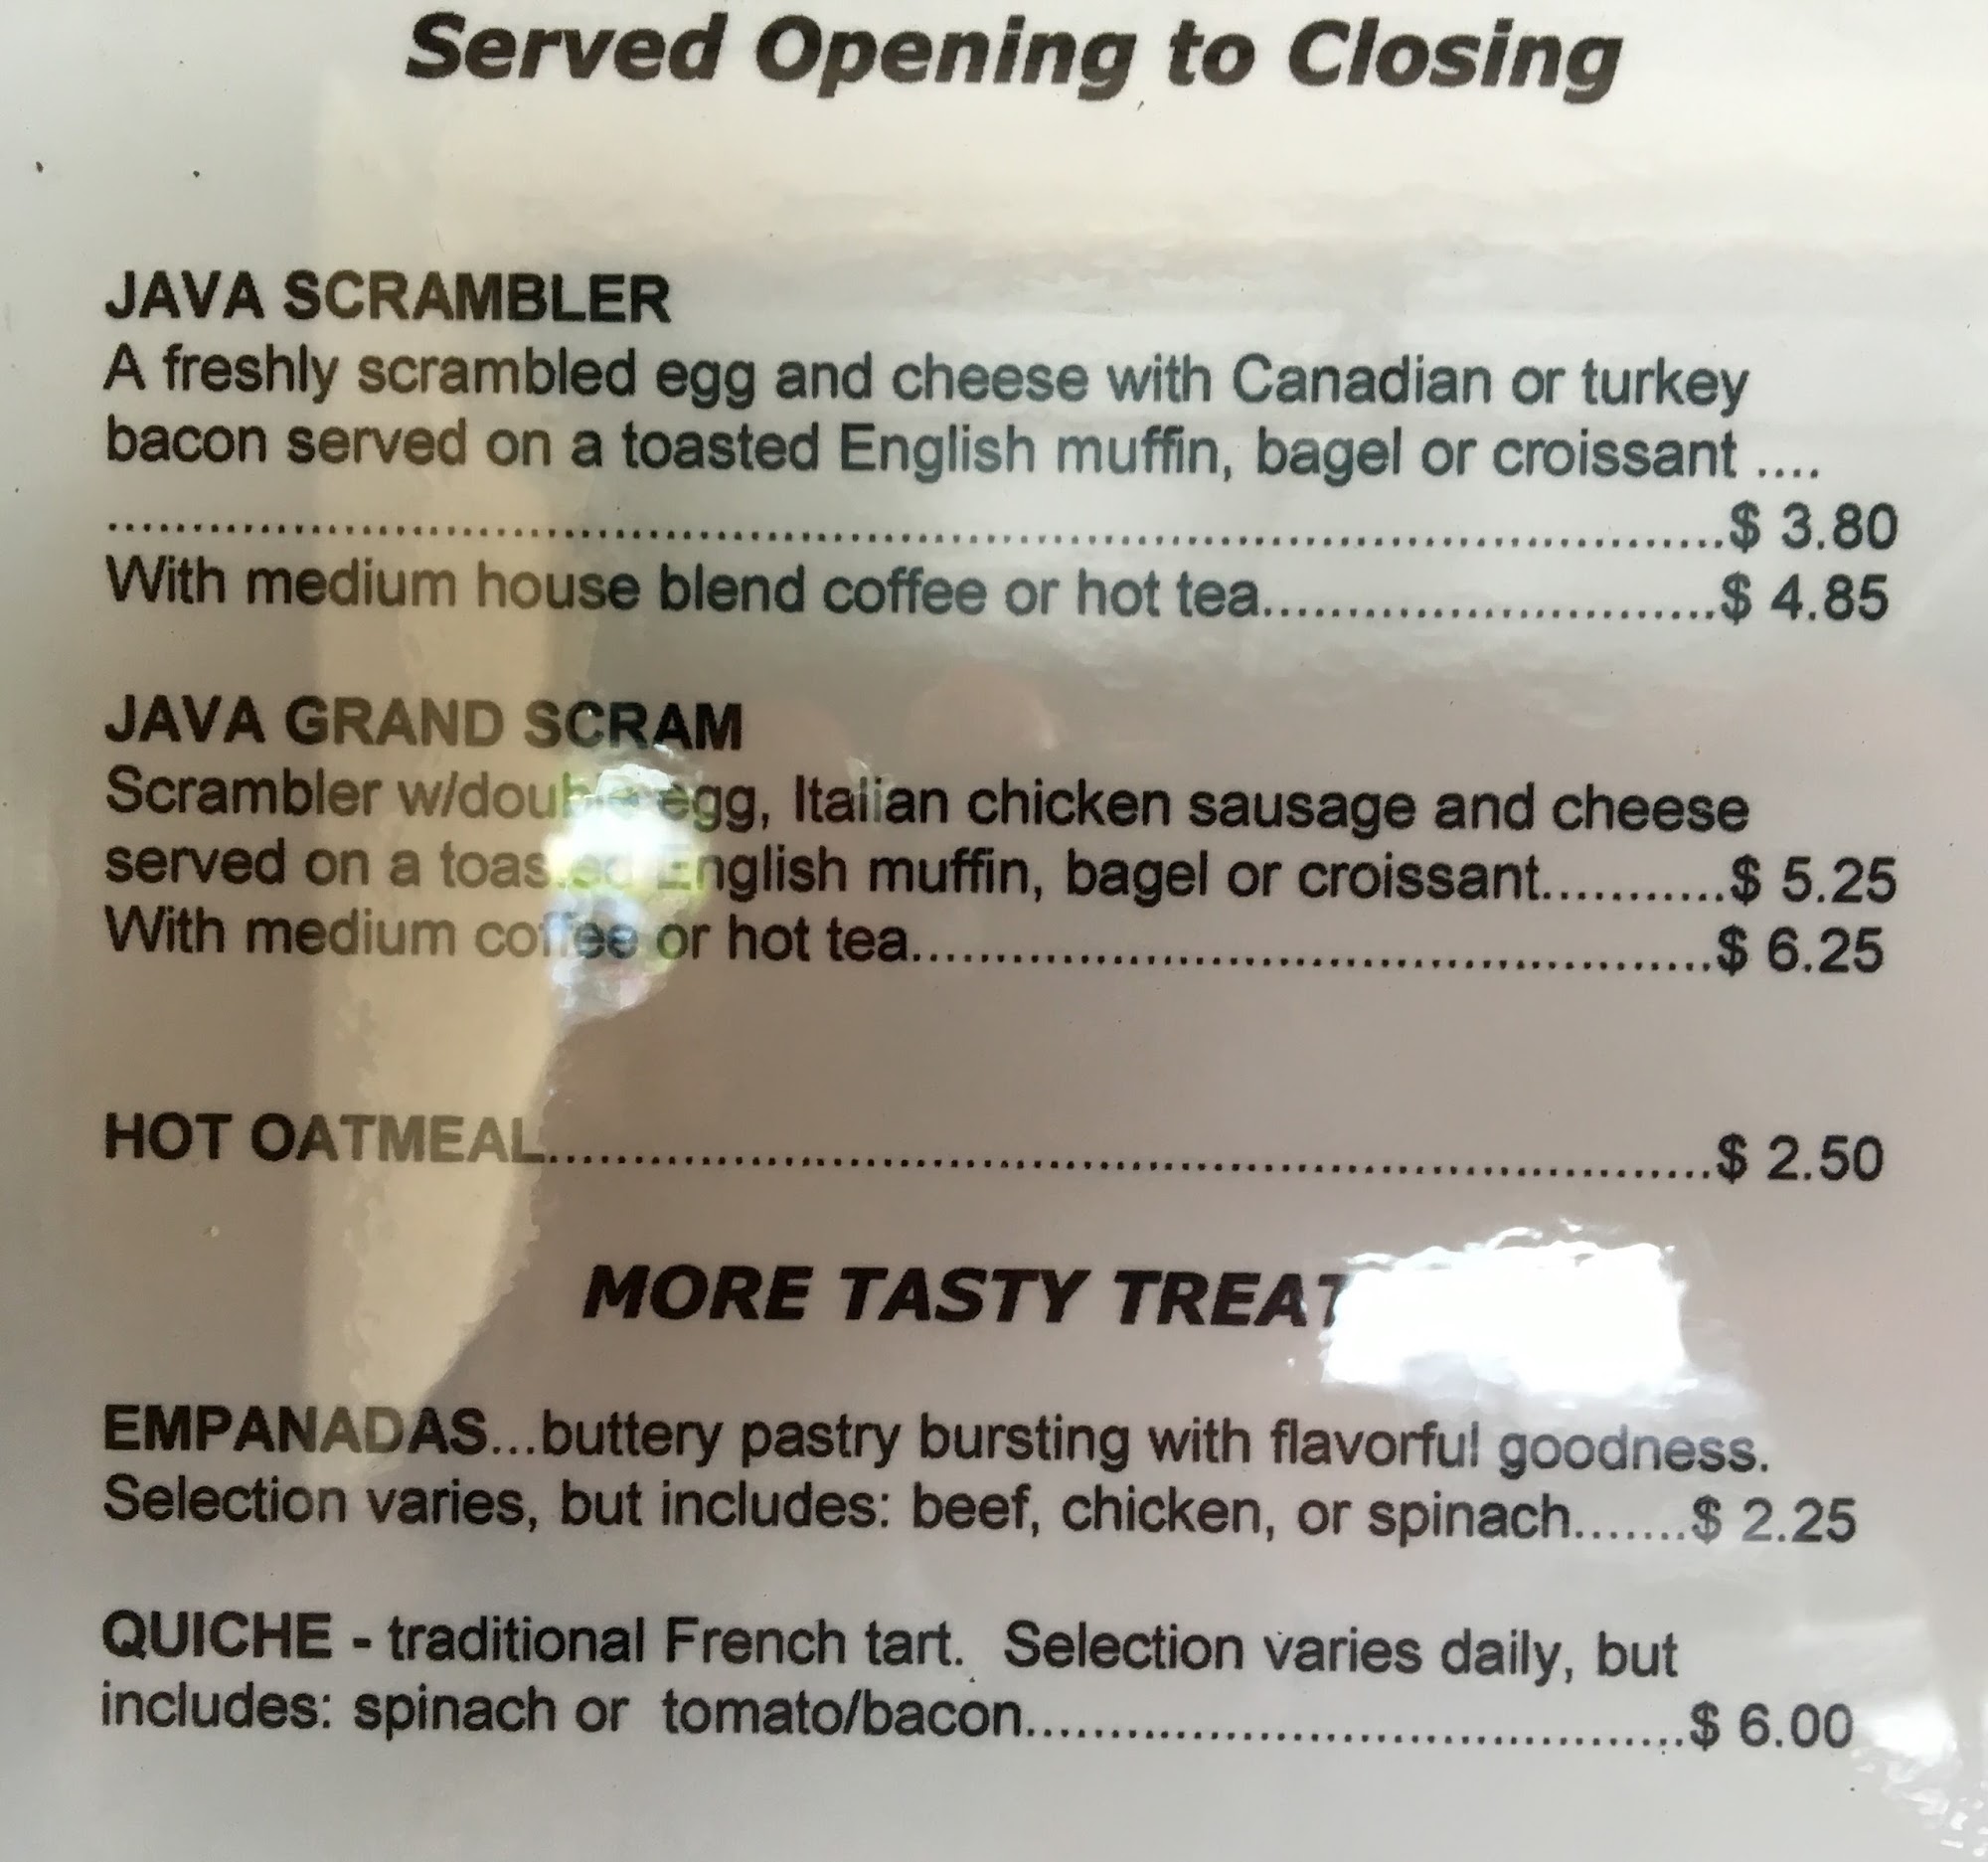 Served Opening to Closing
JAVA SCRAMBLER
A freshly scrambled egg and cheese with Canadian or turkey
bacon served on a toasted English muffin, bagel or croissant ....
....................................................................................................$ 3.80
With medium house blend coffee or hot tea................................$ 4.85
JAVA GRAND SCRAM
Scrambler w/double egg, Italian chicken sausage and cheese
served on a toasted English muffin, bagel or croissant............$ 5.25
With medium coffee or hot tea.......................................................$ 6.25
HOT OATMEAL................................................................................$ 2.50
MORE TASTY TREAT
EMPANADAS...buttery pastry bursting with flavorful goodness.
Selection varies, but includes: beef, chicken, or spinach.......$ 2.25
QUICHE - traditional French tart.  Selection varies daily, but
includes: spinach or  tomato/bacon.............................................$ 6.00